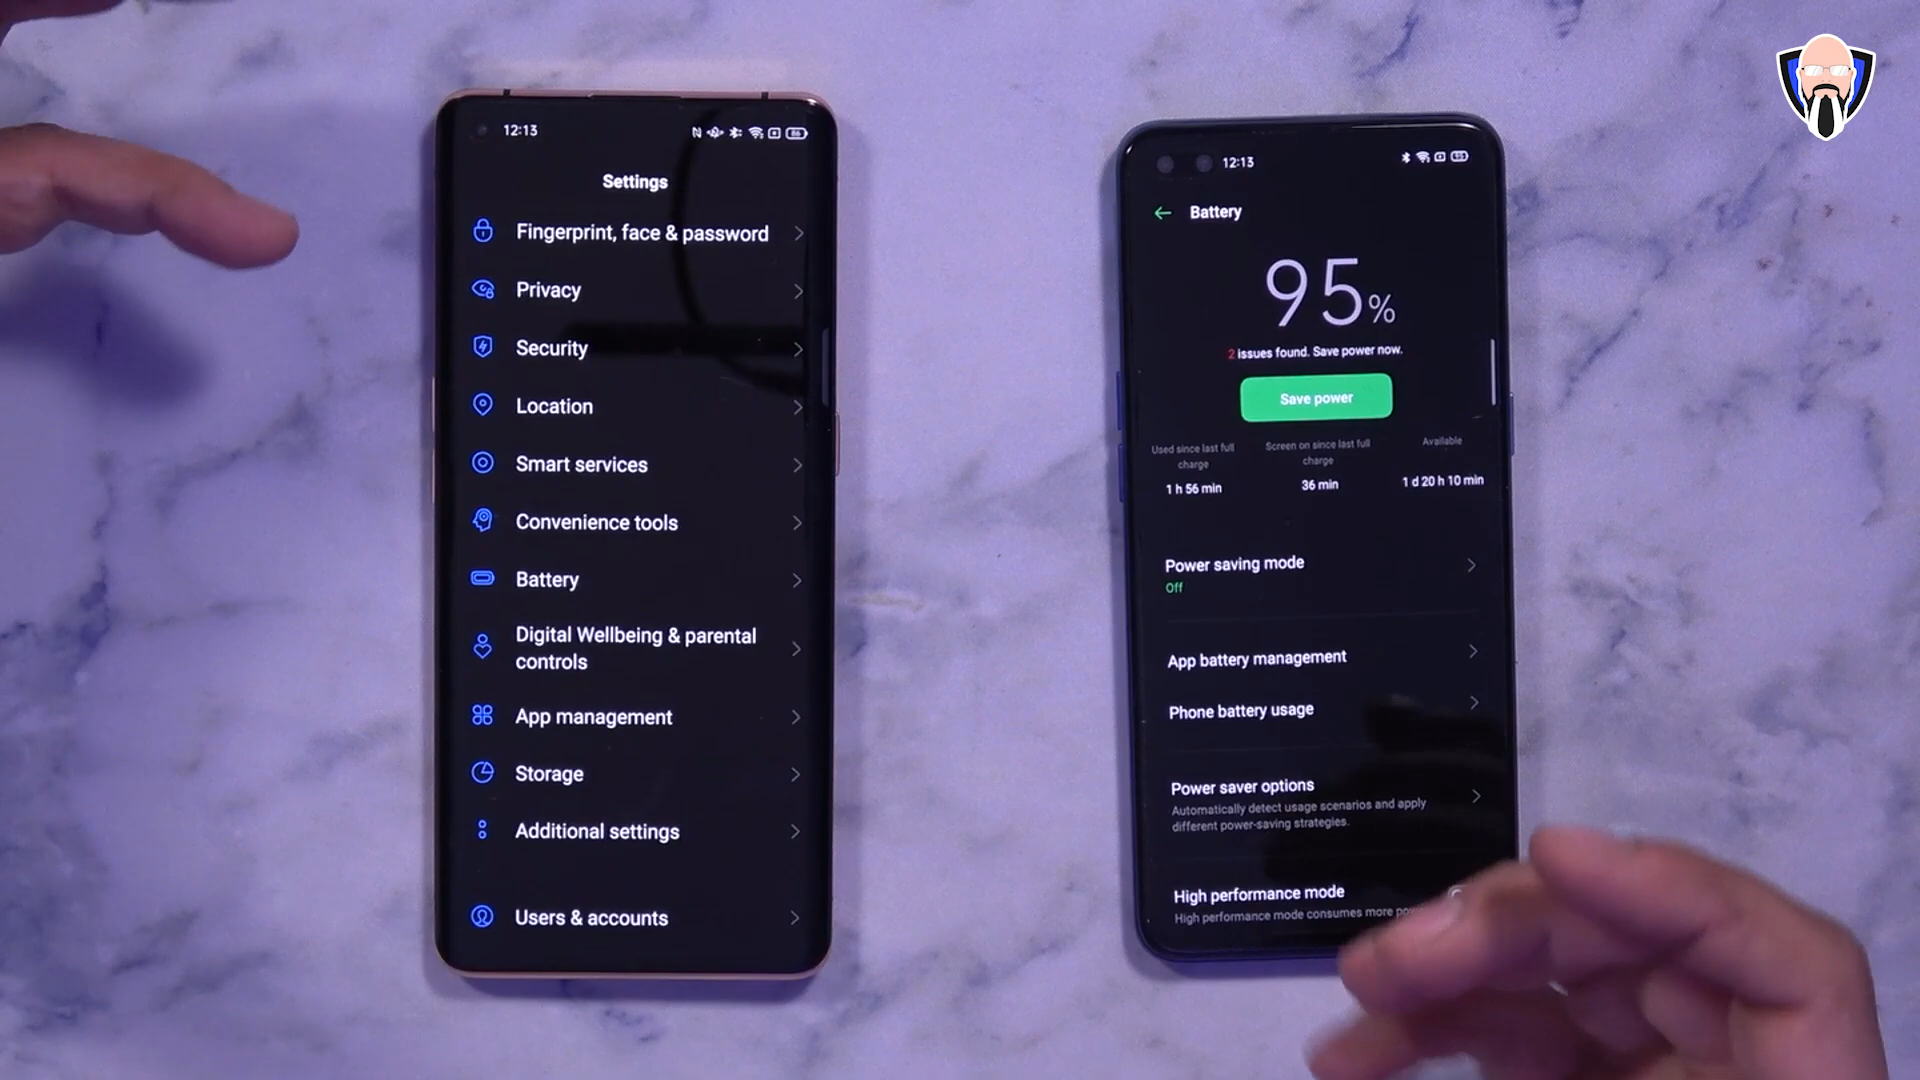 12:13
86
Settings
Fingerprint, face & password
Privacy
Security
Location
Smart services
Convenience tools
Battery
Digital Wellbeing & parental
controls
App management
Storage
Additional settings
Users & accounts
12:13
Battery
95%
2 issues found. Save power now.
Save power
Used since last full
charge
1 h 56 min
Screen on since last full
charge
36 min
Available
1 d 20 h 10 min
Power saving mode
Off
App battery management
Phone battery usage
Power saver options
Automatically detect usage scenarios and apply
different power-saving strategies.
High performance mode
High performance mode consumes more